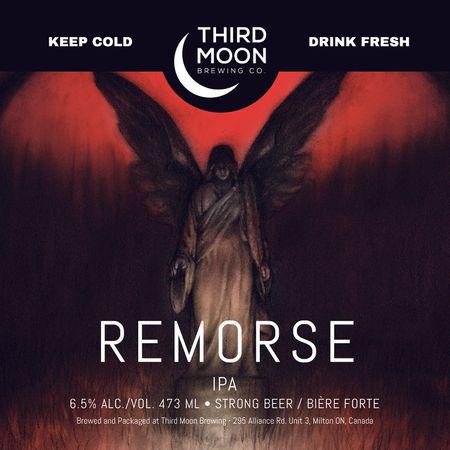 KEEP COLD
THIRD
MOON
BREWING CO.
DRINK FRESH
REMORSE
IPA
6.5% ALC./VOL. 473 ML • STRONG BEER / BIÈRE FORTE
Brewed and Packaged at Third Moon Brewing - 295 Alliance Rd. Unit 3, Milton ON, Canada